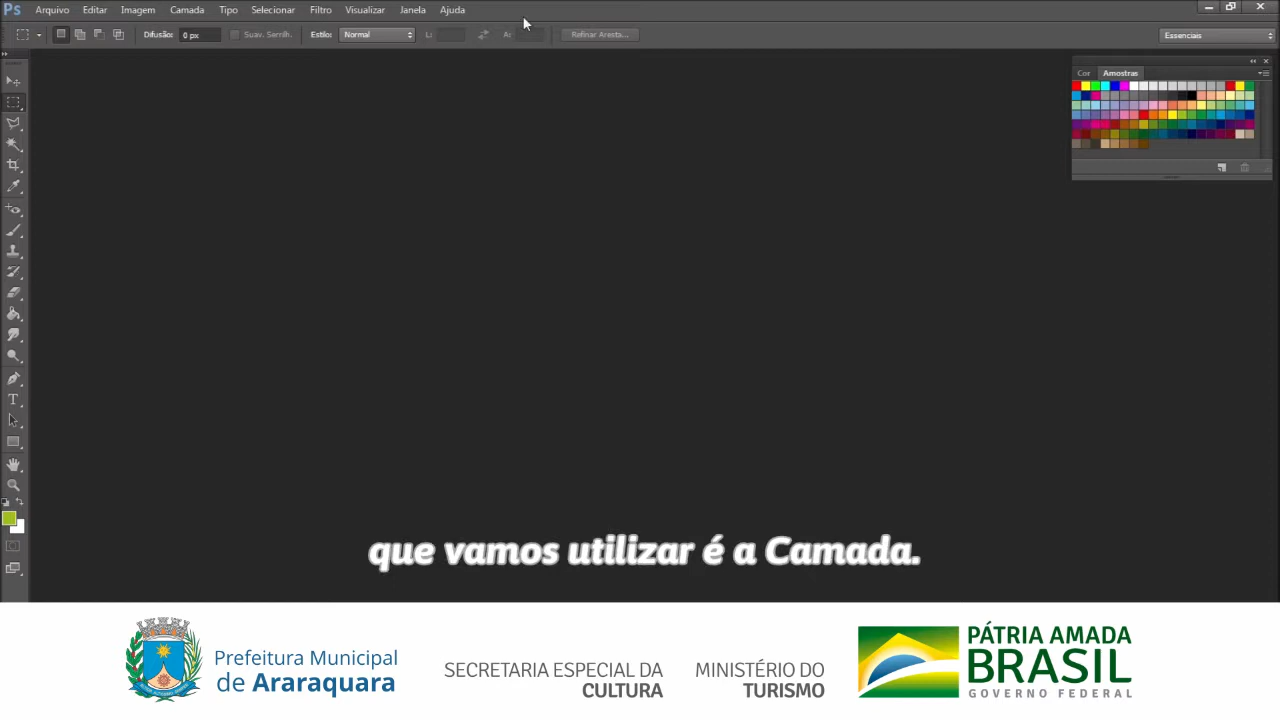 Ps Arquivo Editar Imagem Camada Tipo Selecionar Filtro Visualizar Janela Ajuda
Difusão: 0 px Suav. Serrilh. Estilo: Normal L: A: Refinar Aresta... Essenciais
Cor Amostras
T
que vamos utilizar é a Camada.
Prefeitura Municipal
de Araraquara
SECRETARIA ESPECIAL DA
CULTURA
MINISTÉRIO DO
TURISMO
PÁTRIA AMADA
BRASIL
GOVERNO FEDERAL